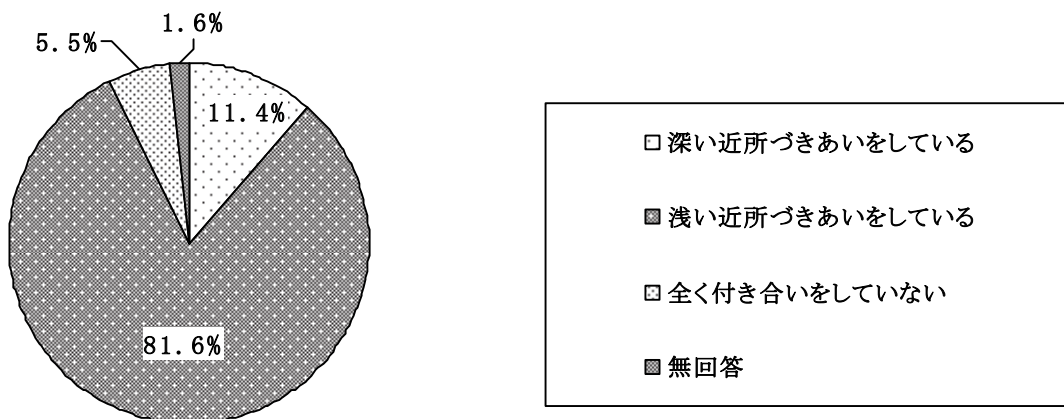 1.6%
5.5%
11.4%
81.6%
深い近所づきあいをしている
浅い近所づきあいをしている
全く付き合いをしていない
無回答